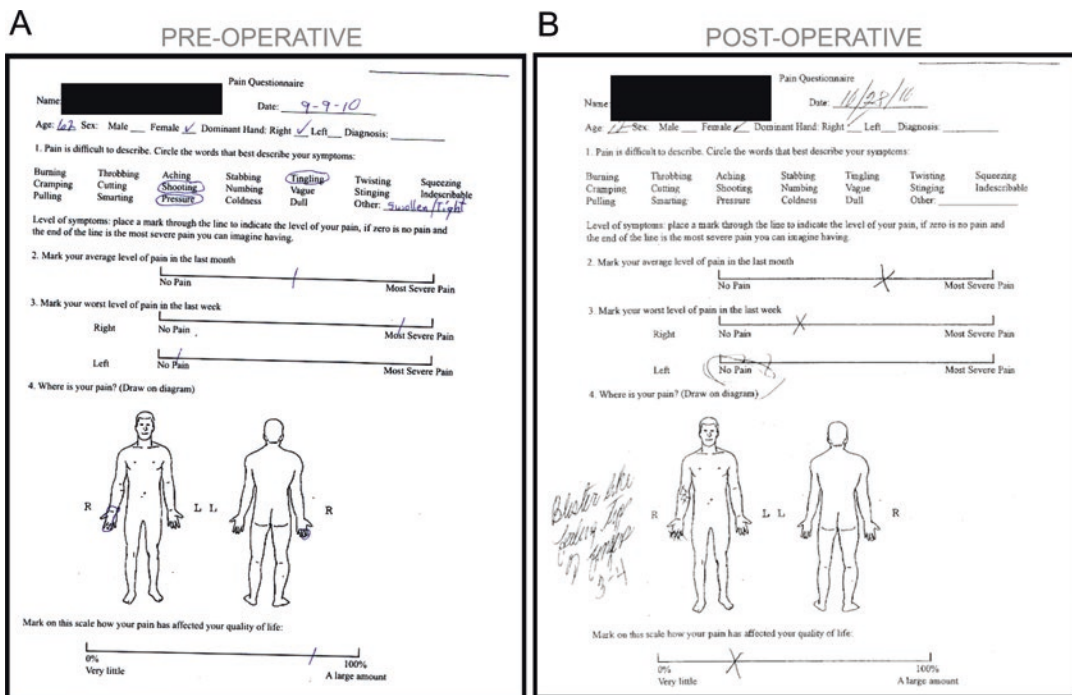 A
PRE-OPERATIVE
Pain Questionnaire
Name:
Date: 9-9-10
Age: 62 Sex: Male __ Female ✓ Dominant Hand: Right ✓ Left__ Diagnosis: ______
1. Pain is difficult to describe. Circle the words that best describe your symptoms:
Burning Throbbing Aching Stabbing Tingling Twisting Squeezing
Cramping Cutting Shooting Numbing Vague Stinging Indescribable
Pulling Smarting Pressure Coldness Dull Other: Swollen/Tight
Level of symptoms: place a mark through the line to indicate the level of your pain, if zero is no pain and
the end of the line is the most severe pain you can imagine having.
2. Mark your average level of pain in the last month
No Pain Most Severe Pain
3. Mark your worst level of pain in the last week
Right No Pain Most Severe Pain
Left No Pain Most Severe Pain
4. Where is your pain? (Draw on diagram)
R L L R
Mark on this scale how your pain has affected your quality of life:
0% 100%
Very little A large amount
B
POST-OPERATIVE
Pain Questionnaire
Name:
Date: 10/28/10
Age: Sex: Male __ Female ✓ Dominant Hand: Right ✓ Left__ Diagnosis: ______
1. Pain is difficult to describe. Circle the words that best describe your symptoms:
Burning Throbbing Aching Stabbing Tingling Twisting Squeezing
Cramping Cutting Shooting Numbing Vague Stinging Indescribable
Pulling Smarting Pressure Coldness Dull Other: ______
Level of symptoms: place a mark through the line to indicate the level of your pain, if zero is no pain and
the end of the line is the most severe pain you can imagine having.
2. Mark your average level of pain in the last month
No Pain Most Severe Pain
3. Mark your worst level of pain in the last week
Right No Pain Most Severe Pain
Left No Pain Most Severe Pain
4. Where is your pain? (Draw on diagram)
Blister like
feeling tip
fingers
3-4
R L L R
Mark on this scale how your pain has affected your quality of life:
0% 100%
Very little A large amount